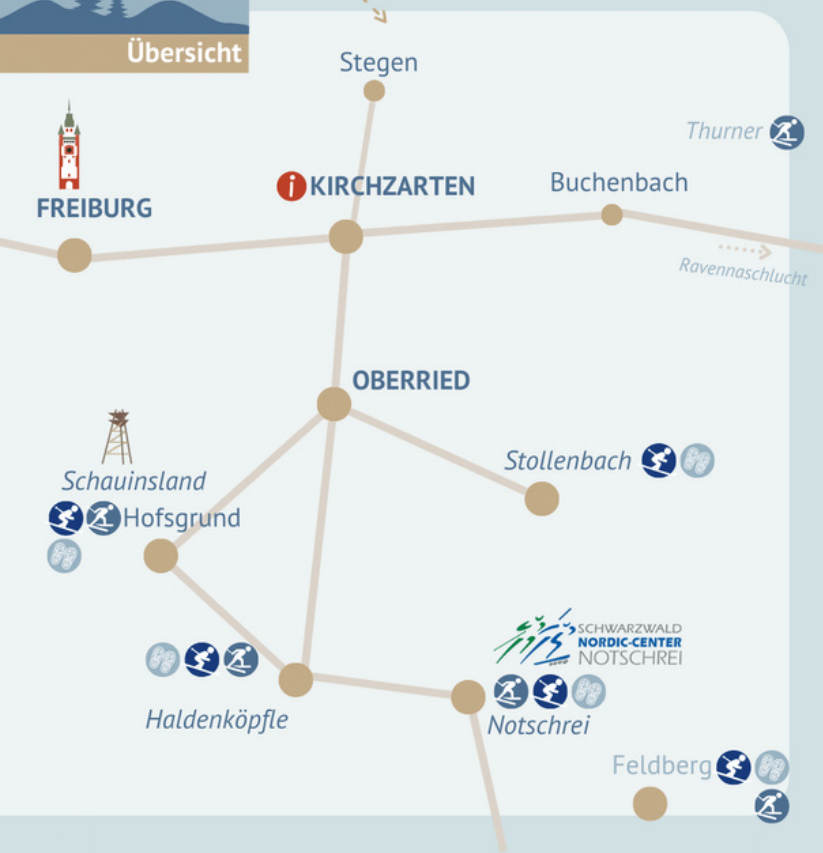 Übersicht
Stegen
Thurner
i KIRCHZARTEN
Buchenbach
FREIBURG
Ravennaschlucht
OBERRIED
Stollenbach
Schauinsland
Hofsgrund
SCHWARZWALD
NORDIC-CENTER
NOTSCHREI
Haldenköpfle
Notschrei
Feldberg